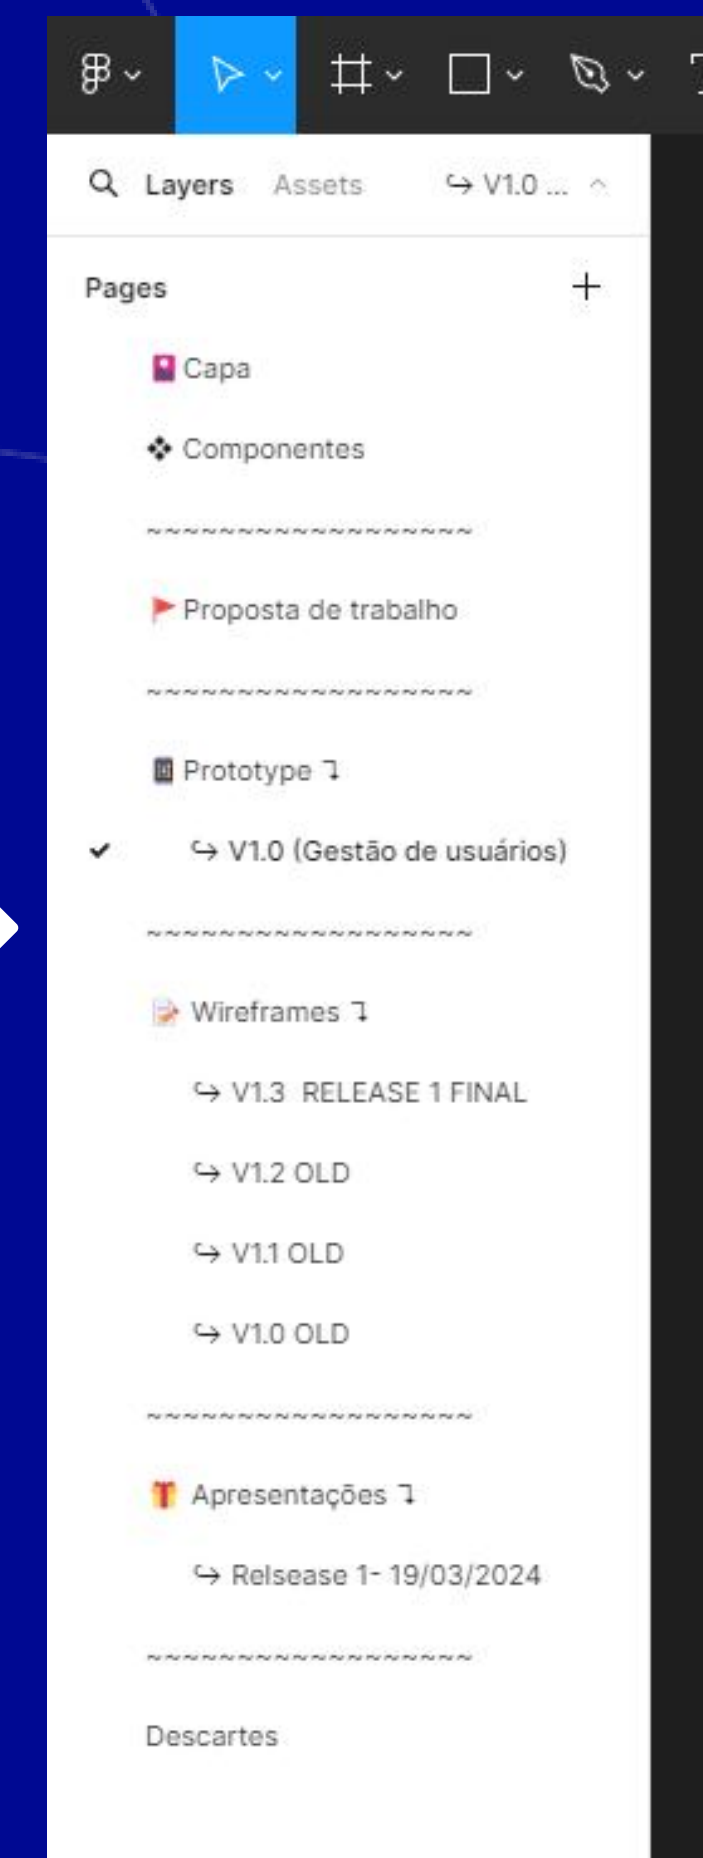 Layers Assets ↪ V1.0 ...
Pages
🎴 Capa
❖ Componentes
~~~~~~~~~~~~~~~~~~
🚩 Proposta de trabalho
~~~~~~~~~~~~~~~~~~
Prototype ↴
↪ V1.0 (Gestão de usuários)
~~~~~~~~~~~~~~~~~~
📝 Wireframes ↴
↪ V1.3 RELEASE 1 FINAL
↪ V1.2 OLD
↪ V1.1 OLD
↪ V1.0 OLD
~~~~~~~~~~~~~~~~~~
🎁 Apresentações ↴
↪ Relsease 1- 19/03/2024
~~~~~~~~~~~~~~~~~~
Descartes